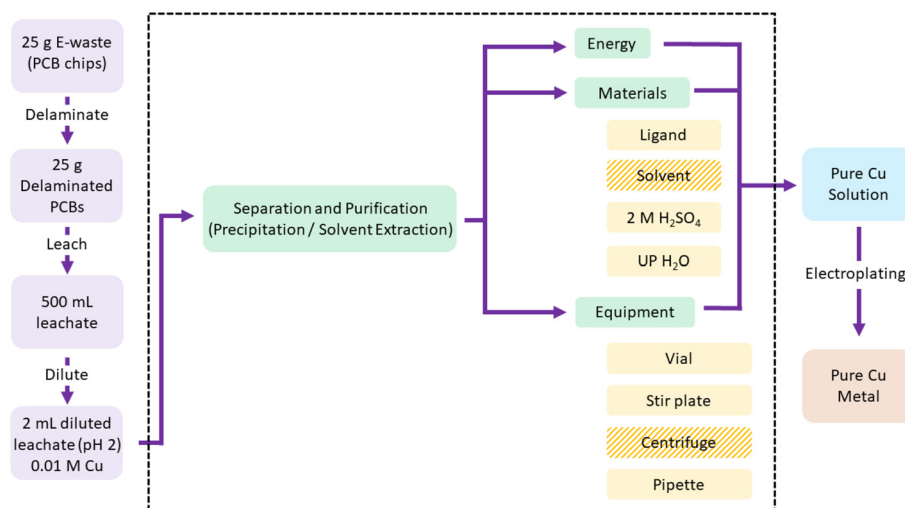 25 g E-waste
(PCB chips)
Delaminate
25 g
Delaminated
PCBs
Leach
500 mL
leachate
Dilute
2 mL diluted
leachate (pH 2)
0.01 M Cu
Separation and Purification
(Precipitation / Solvent Extraction)
Energy
Materials
Ligand
Solvent
2 M H₂SO₄
UP H₂O
Equipment
Vial
Stir plate
Centrifuge
Pipette
Pure Cu
Solution
Electroplating
Pure Cu
Metal